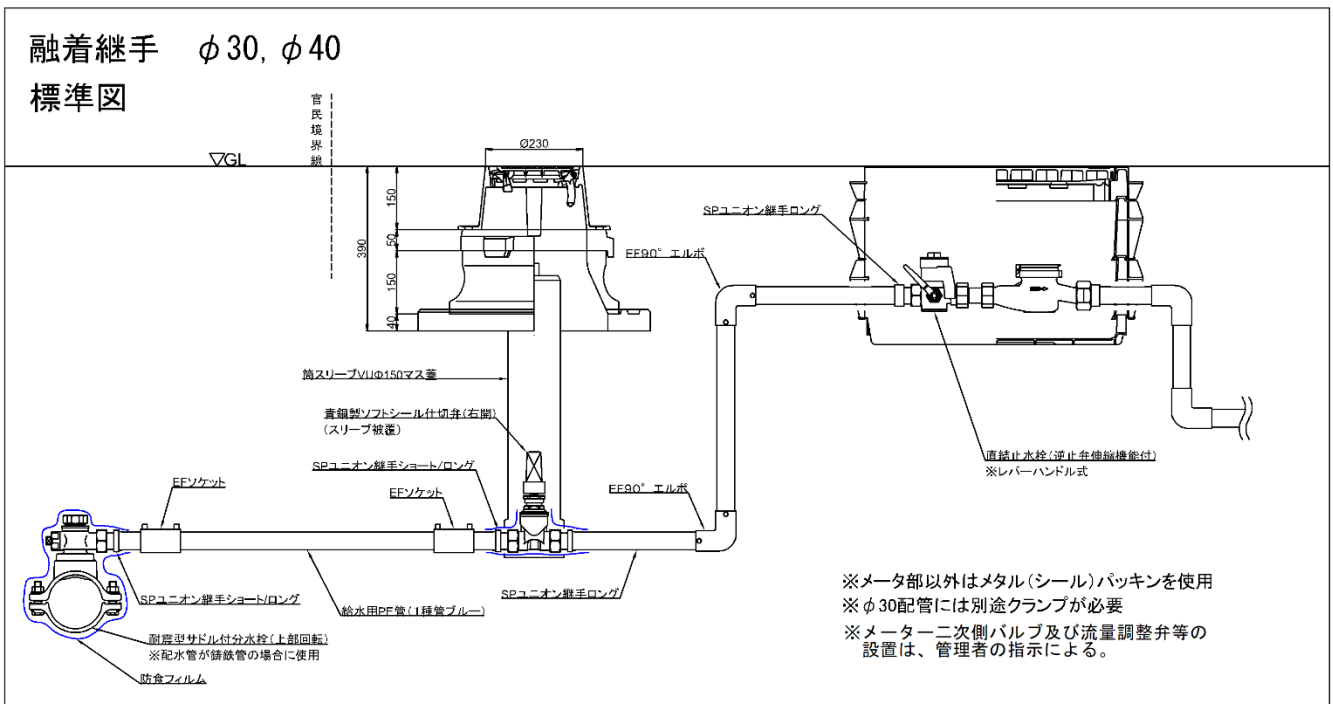 融着継手　φ30, φ40
標準図
官民境界線
▽GL
Ø230
150
50
150
40
390
SPユニオン継手ロング
EF90°エルボ
筒スリーブVUΦ150マス蓋
青銅製ソフトシール仕切弁(右開)
(スリーブ被覆)
SPユニオン継手ショート/ロング
直結止水栓(逆止弁伸縮機能付)
※レバーハンドル式
EFソケット
EFソケット
EF90°エルボ
SPユニオン継手ショート/ロング
給水用PE管(1種管ブルー)
SPユニオン継手ロング
耐震型サドル付分水栓(上部回転)
※配水管が鋳鉄管の場合に使用
防食フィルム
※メータ部以外はメタル(シール)パッキンを使用
※φ30配管には別途クランプが必要
※メーター二次側バルブ及び流量調整弁等の
設置は、管理者の指示による。